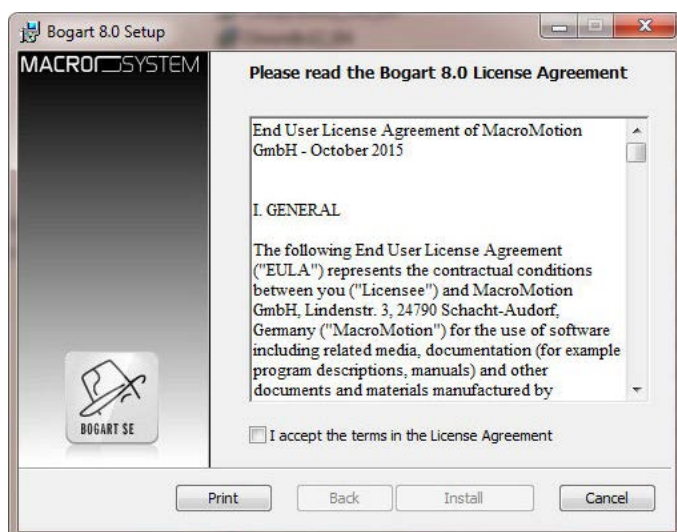 Bogart 8.0 Setup
MACROSYSTEM
Please read the Bogart 8.0 License Agreement
End User License Agreement of MacroMotion
GmbH - October 2015
I. GENERAL
The following End User License Agreement
("EULA") represents the contractual conditions
between you ("Licensee") and MacroMotion
GmbH, Lindenstr. 3, 24790 Schacht-Audorf,
Germany ("MacroMotion") for the use of software
including related media, documentation (for example
program descriptions, manuals) and other
documents and materials manufactured by
BOGART SE
I accept the terms in the License Agreement
Print
Back
Install
Cancel